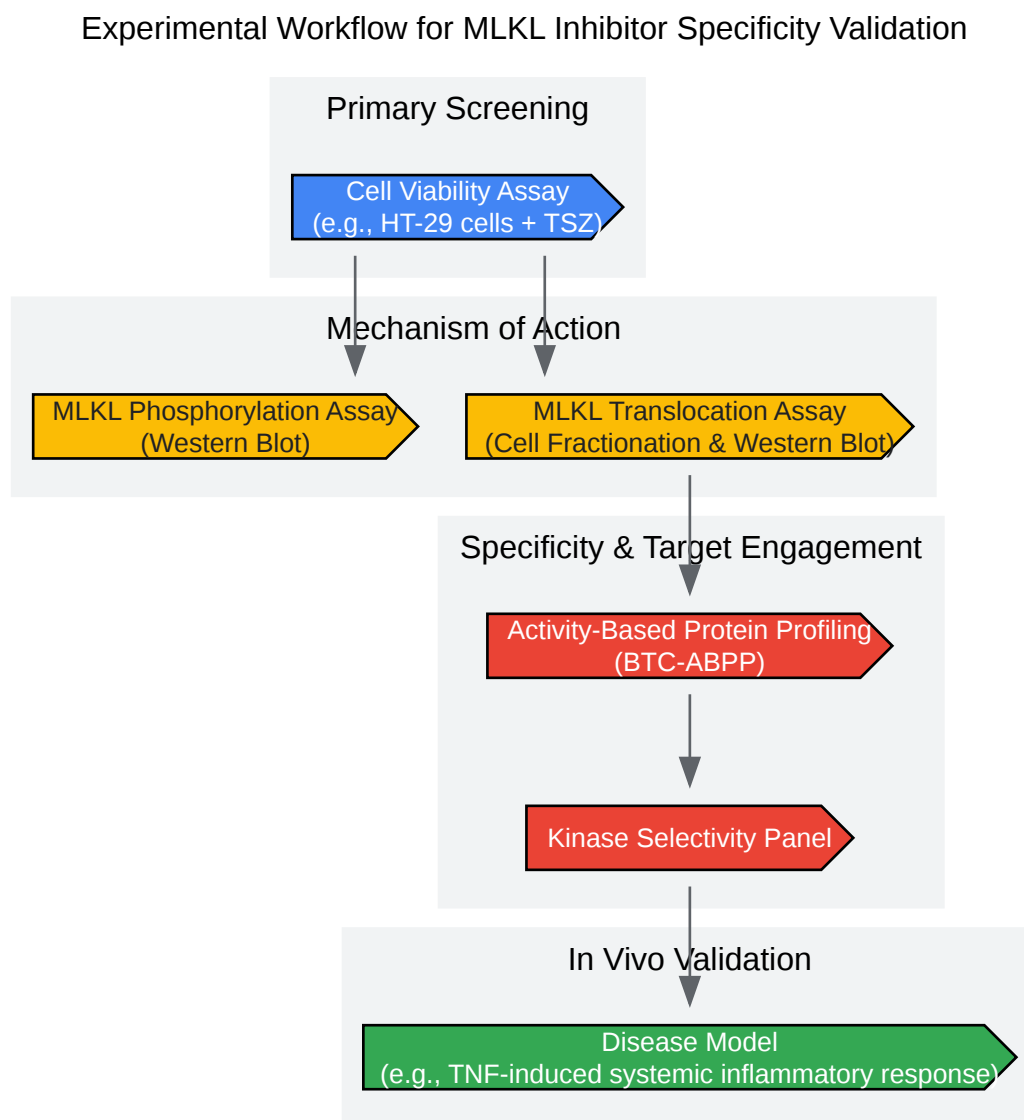 Experimental Workflow for MLKL Inhibitor Specificity Validation
Primary Screening
Cell Viability Assay
(e.g., HT-29 cells + TSZ)
Mechanism of Action
MLKL Phosphorylation Assay
(Western Blot)
MLKL Translocation Assay
(Cell Fractionation & Western Blot)
Specificity & Target Engagement
Activity-Based Protein Profiling
(BTC-ABPP)
Kinase Selectivity Panel
In Vivo Validation
Disease Model
(e.g., TNF-induced systemic inflammatory response)